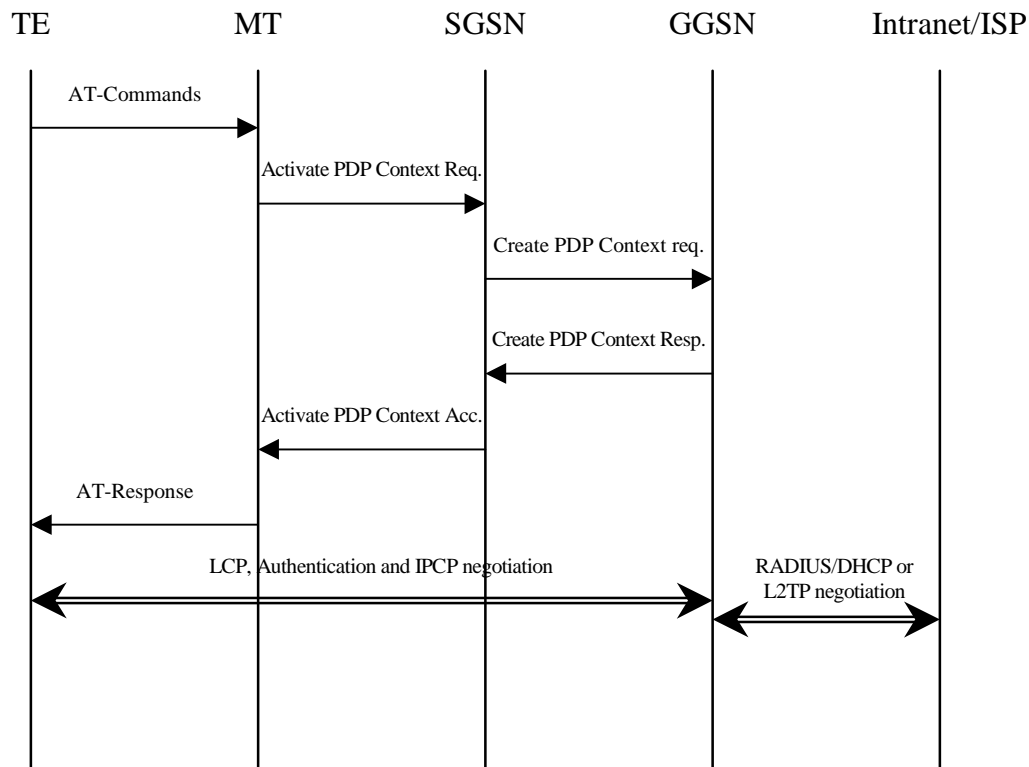 TE MT SGSN GGSN Intranet/ISP
AT-Commands
Activate PDP Context Req.
Create PDP Context req.
Create PDP Context Resp.
Activate PDP Context Acc.
AT-Response
LCP, Authentication and IPCP negotiation
RADIUS/DHCP or
L2TP negotiation